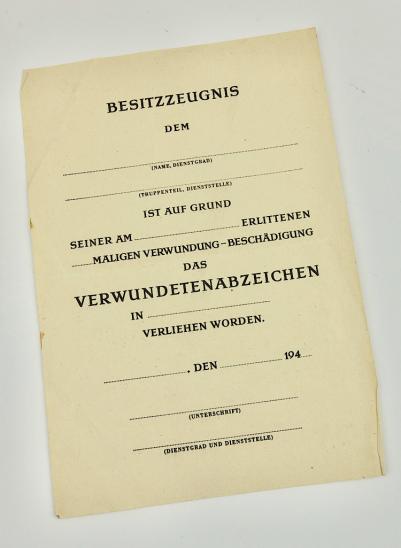 BESITZZEUGNIS
DEM
(NAME, DIENSTGRAD)
(TRUPPENTEIL, DIENSTSTELLE)
IST AUF GRUND
SEINER AM ERLITTENEN
MALIGEN VERWUNDUNG – BESCHÄDIGUNG
DAS
VERWUNDETENABZEICHEN
IN
VERLIEHEN WORDEN.
, DEN 194
(UNTERSCHRIFT)
(DIENSTGRAD UND DIENSTSTELLE)